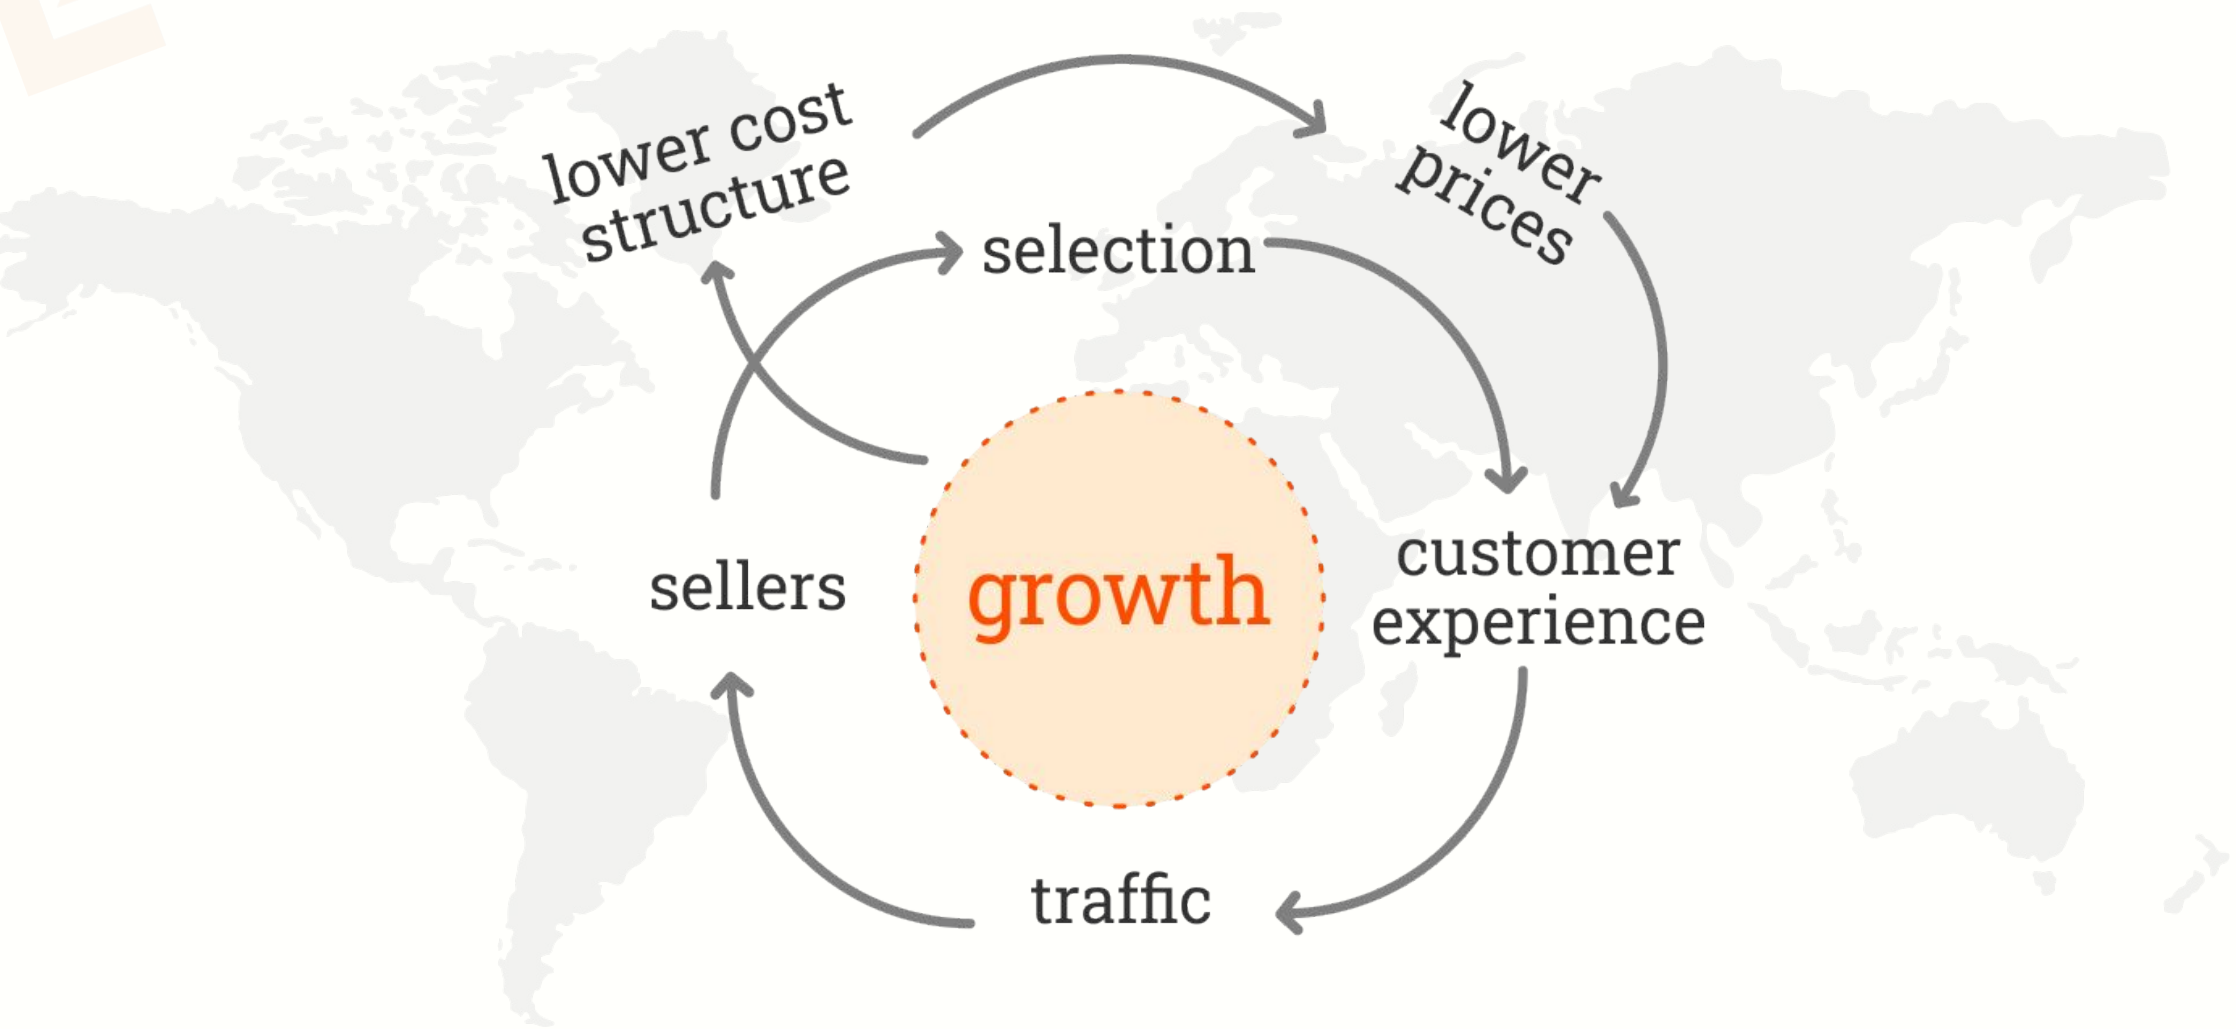 lower cost
structure
lower
prices
selection
sellers
growth
customer
experience
traffic